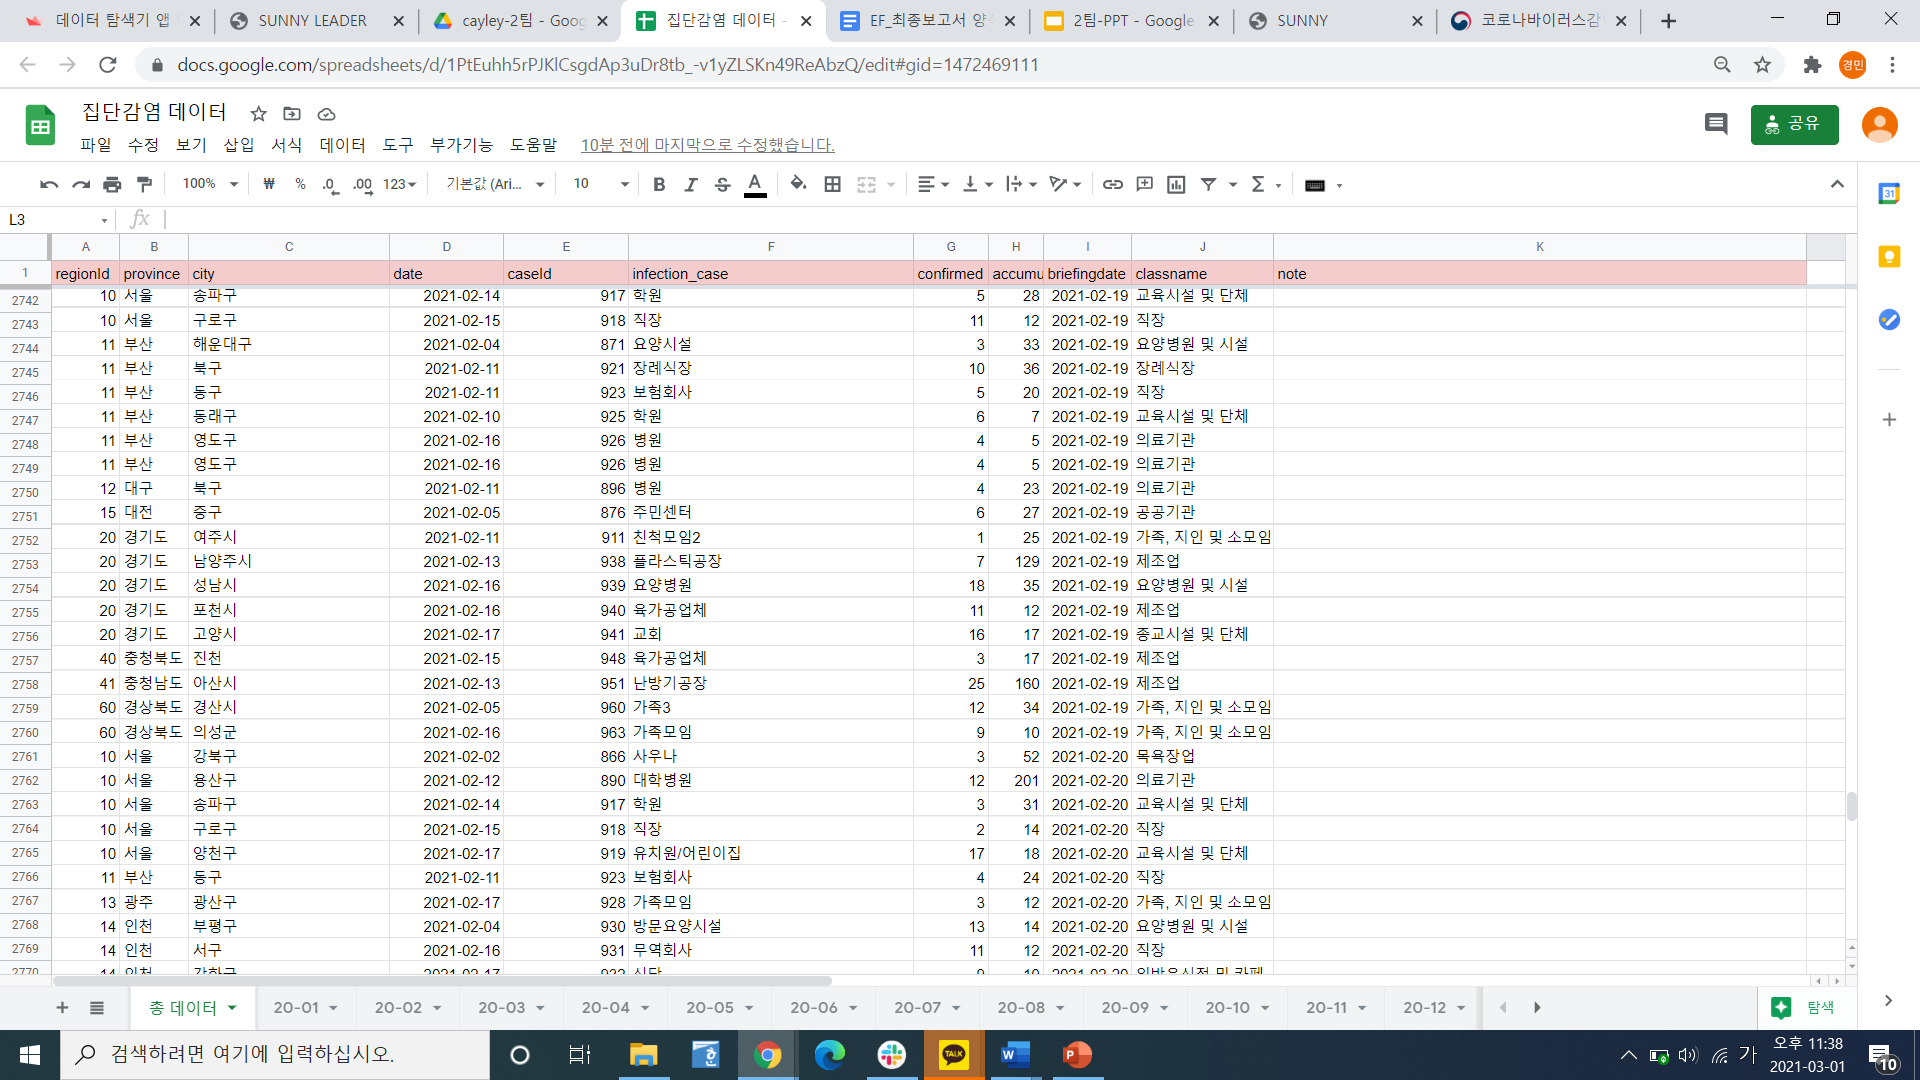 데이터 탐색기 앱
SUNNY LEADER
cayley-2팀 - Goog
집단감염 데이터 -
EF_최종보고서 양
2팀-PPT - Google
SUNNY
코로나바이러스감
docs.google.com/spreadsheets/d/1PtEuhh5rPJKlCsgdAp3uDr8tb_-v1yZLSKn49ReAbzQ/edit#gid=1472469111
경민
집단감염 데이터
공유
파일 수정 보기 삽입 서식 데이터 도구 부가기능 도움말 10분 전에 마지막으로 수정했습니다.
100% ₩ % .0 .00 123 기본값 (Ari... 10 B I S A Σ
31
L3 fx
A B C D E F G H I J K
1 regionId province city date caseId infection_case confirmed accumu briefingdate classname note
2742 10 서울 송파구 2021-02-14 917 학원 5 28 2021-02-19 교육시설 및 단체
2743 10 서울 구로구 2021-02-15 918 직장 11 12 2021-02-19 직장
2744 11 부산 해운대구 2021-02-04 871 요양시설 3 33 2021-02-19 요양병원 및 시설
2745 11 부산 북구 2021-02-11 921 장례식장 10 36 2021-02-19 장례식장
2746 11 부산 동구 2021-02-11 923 보험회사 5 20 2021-02-19 직장
2747 11 부산 동래구 2021-02-10 925 학원 6 7 2021-02-19 교육시설 및 단체
2748 11 부산 영도구 2021-02-16 926 병원 4 5 2021-02-19 의료기관
2749 11 부산 영도구 2021-02-16 926 병원 4 5 2021-02-19 의료기관
2750 12 대구 북구 2021-02-11 896 병원 4 23 2021-02-19 의료기관
2751 15 대전 중구 2021-02-05 876 주민센터 6 27 2021-02-19 공공기관
2752 20 경기도 여주시 2021-02-11 911 친척모임2 1 25 2021-02-19 가족, 지인 및 소모임
2753 20 경기도 남양주시 2021-02-13 938 플라스틱공장 7 129 2021-02-19 제조업
2754 20 경기도 성남시 2021-02-16 939 요양병원 18 35 2021-02-19 요양병원 및 시설
2755 20 경기도 포천시 2021-02-16 940 육가공업체 11 12 2021-02-19 제조업
2756 20 경기도 고양시 2021-02-17 941 교회 16 17 2021-02-19 종교시설 및 단체
2757 40 충청북도 진천 2021-02-15 948 육가공업체 3 17 2021-02-19 제조업
2758 41 충청남도 아산시 2021-02-13 951 난방기공장 25 160 2021-02-19 제조업
2759 60 경상북도 경산시 2021-02-05 960 가족3 12 34 2021-02-19 가족, 지인 및 소모임
2760 60 경상북도 의성군 2021-02-16 963 가족모임 9 10 2021-02-19 가족, 지인 및 소모임
2761 10 서울 강북구 2021-02-02 866 사우나 3 52 2021-02-20 목욕장업
2762 10 서울 용산구 2021-02-12 890 대학병원 12 201 2021-02-20 의료기관
2763 10 서울 송파구 2021-02-14 917 학원 3 31 2021-02-20 교육시설 및 단체
2764 10 서울 구로구 2021-02-15 918 직장 2 14 2021-02-20 직장
2765 10 서울 양천구 2021-02-17 919 유치원/어린이집 17 18 2021-02-20 교육시설 및 단체
2766 11 부산 동구 2021-02-11 923 보험회사 4 24 2021-02-20 직장
2767 13 광주 광산구 2021-02-17 928 가족모임 3 12 2021-02-20 가족, 지인 및 소모임
2768 14 인천 부평구 2021-02-04 930 방문요양시설 13 14 2021-02-20 요양병원 및 시설
2769 14 인천 서구 2021-02-16 931 무역회사 11 12 2021-02-20 직장
2770 14 인천 강화군 2021-02-17 932 식당 9 10 2021-02-20 일반음식점 및 카페
총 데이터 20-01 20-02 20-03 20-04 20-05 20-06 20-07 20-08 20-09 20-10 20-11 20-12 탐색
검색하려면 여기에 입력하십시오.
TALK
가
오후 11:38
2021-03-01
10